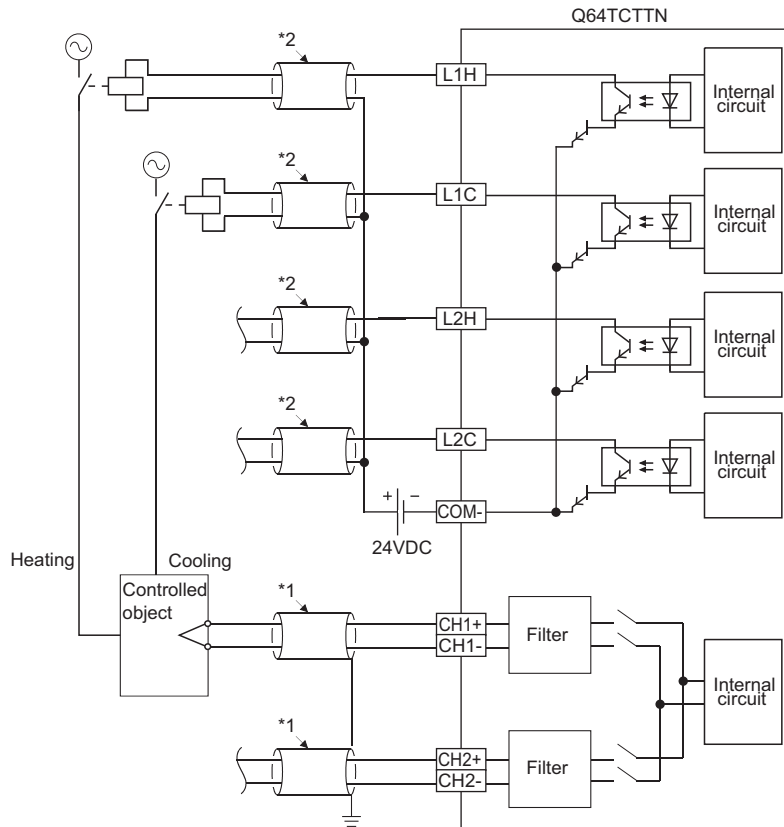 Q64TCTTN
*2
L1H
Internal
circuit
*2
L1C
Internal
circuit
*2
L2H
Internal
circuit
*2
L2C
Internal
circuit
+ −
COM-
24VDC
Heating
Cooling
Controlled
object
*1
CH1+
CH1-
Filter
Internal
circuit
*1
CH2+
CH2-
Filter